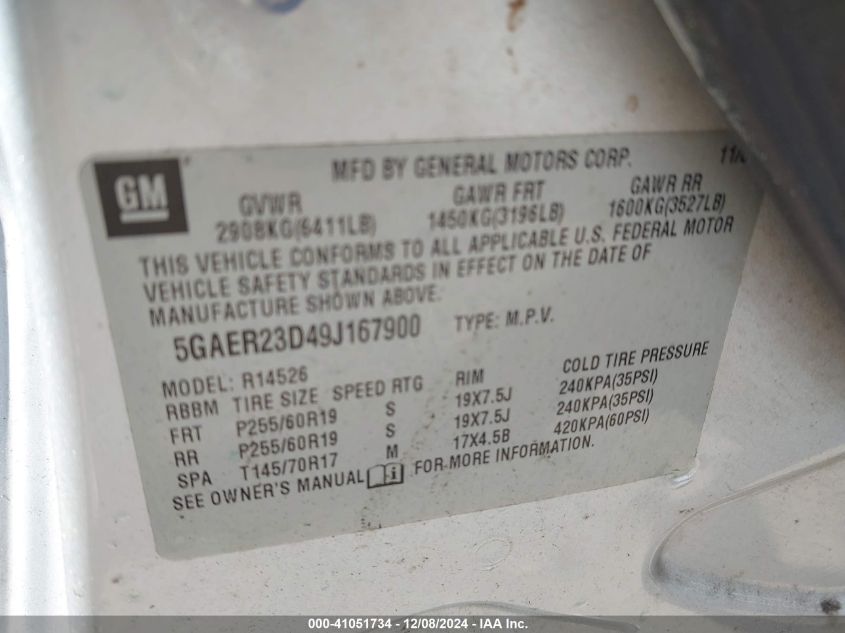 GM
MFD BY GENERAL MOTORS CORP. 11/
GVWR GAWR FRT GAWR RR
2908KG(6411LB) 1450KG(3196LB) 1600KG(3527LB)
THIS VEHICLE CONFORMS TO ALL APPLICABLE U.S. FEDERAL MOTOR
VEHICLE SAFETY STANDARDS IN EFFECT ON THE DATE OF
MANUFACTURE SHOWN ABOVE.
5GAER23D49J167900 TYPE: M.P.V.
MODEL: R14526
RBBM TIRE SIZE SPEED RTG RIM COLD TIRE PRESSURE
FRT P255/60R19 S 19X7.5J 240KPA(35PSI)
RR P255/60R19 S 19X7.5J 240KPA(35PSI)
SPA T145/70R17 M 17X4.5B 420KPA(60PSI)
SEE OWNER'S MANUAL FOR MORE INFORMATION.
000-41051734 - 12/08/2024 - IAA Inc.